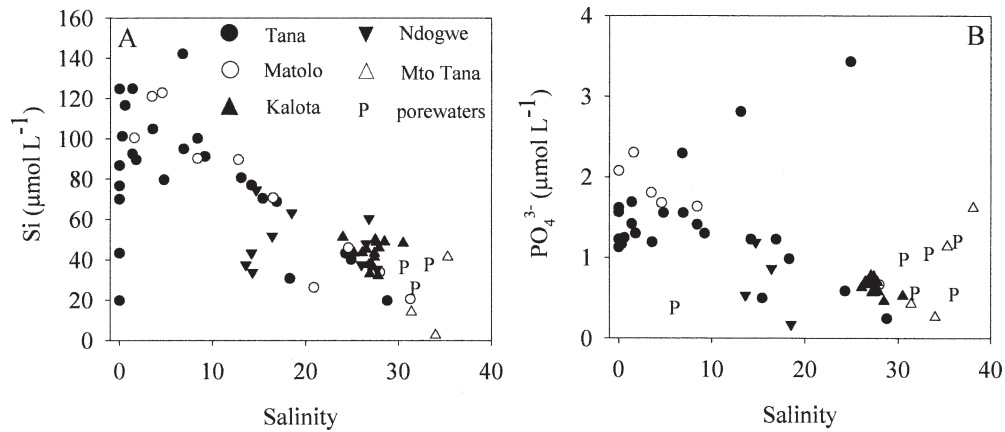 A
B
Tana
Matolo
Kalota
Ndogwe
Mto Tana
P porewaters
Si (µmol L⁻¹)
160
140
120
100
80
60
40
20
0
P
P
P
0 10 20 30 40
Salinity
PO₄³⁻ (µmol L⁻¹)
4
3
2
1
0
P
P
P
P
P
P
0 10 20 30 40
Salinity